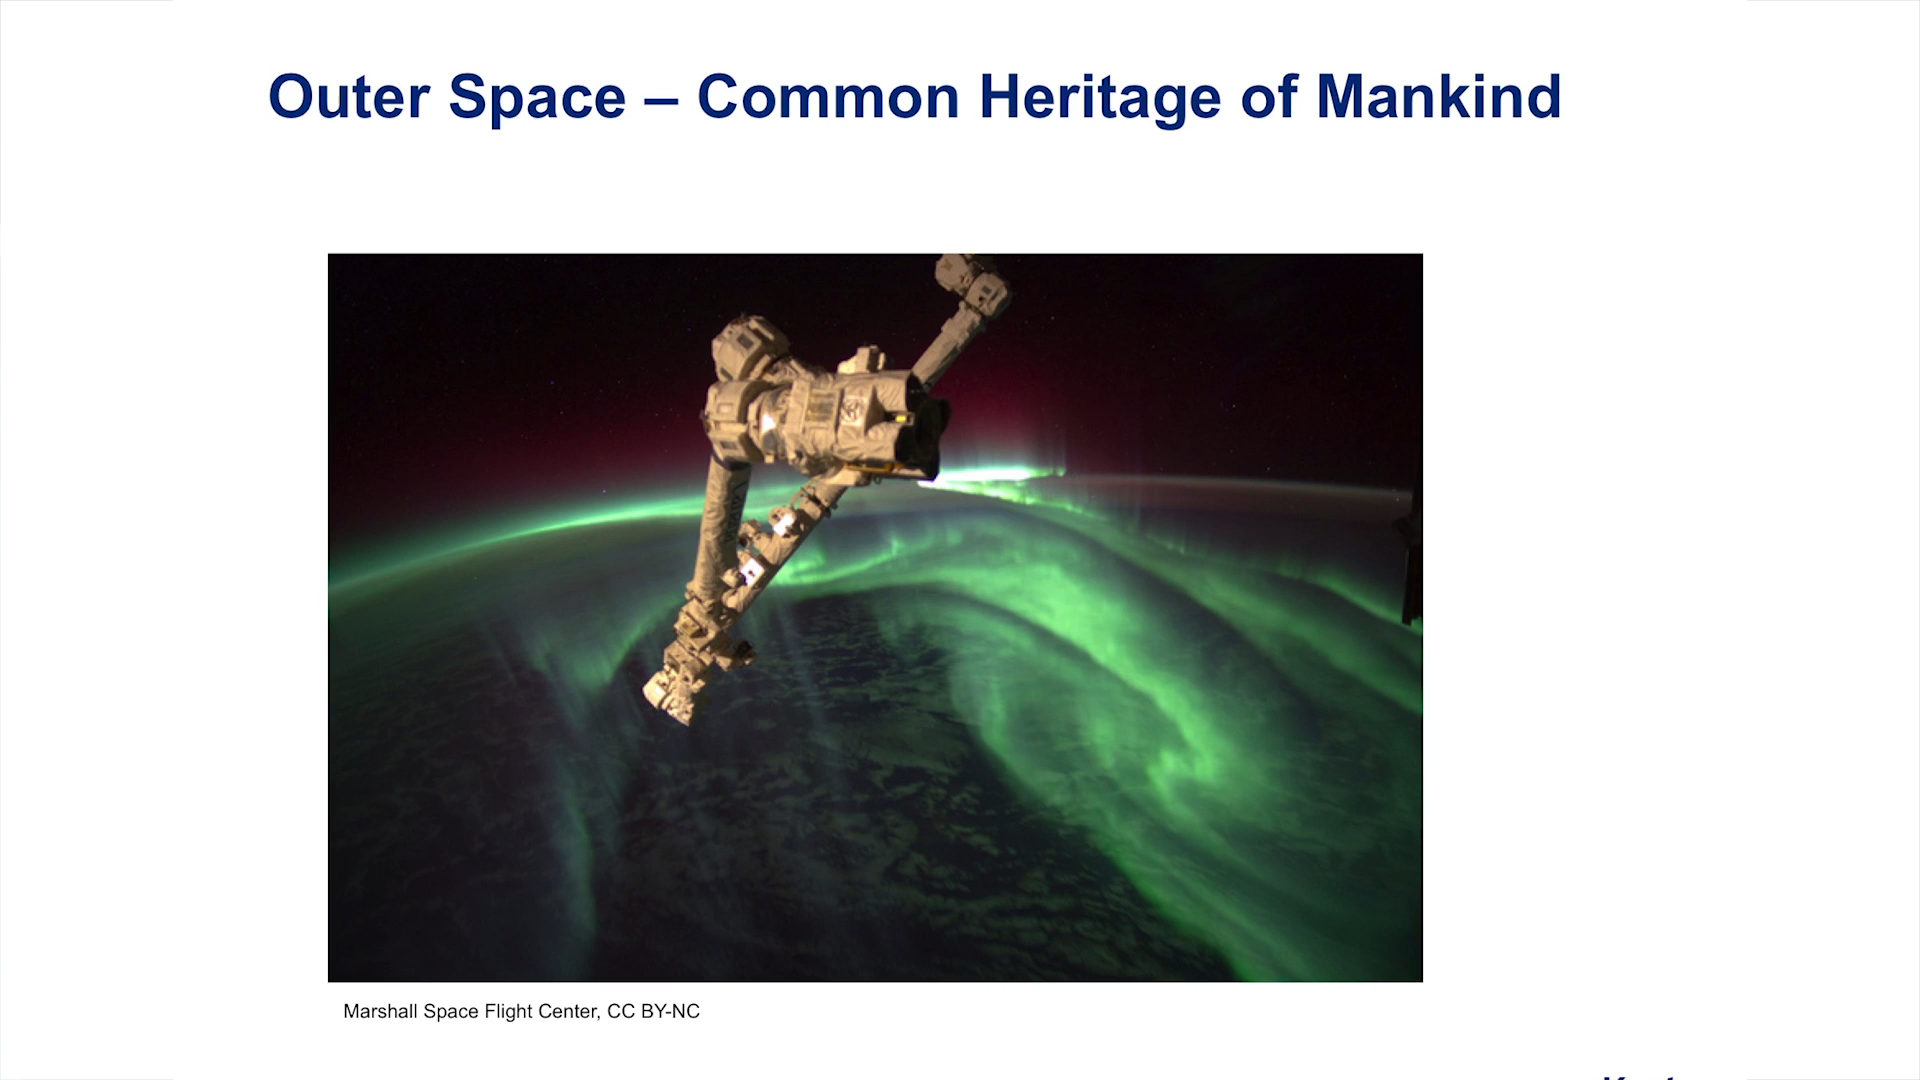 Outer Space – Common Heritage of Mankind
Marshall Space Flight Center, CC BY-NC